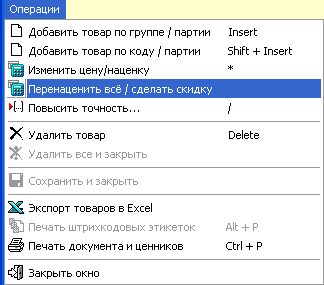 Операции
Добавить товар по группе / партии Insert
Добавить товар по коду / партии Shift + Insert
Изменить цену/наценку *
Переналенить всё / сделать скидку
Повысить точность... /
Удалить товар Delete
Удалить все и закрыть
Сохранить и закрыть
Экспорт товаров в Excel
Печать штрихкодовых этикеток Alt + P
Печать документа и ценников Ctrl + P
Закрыть окно